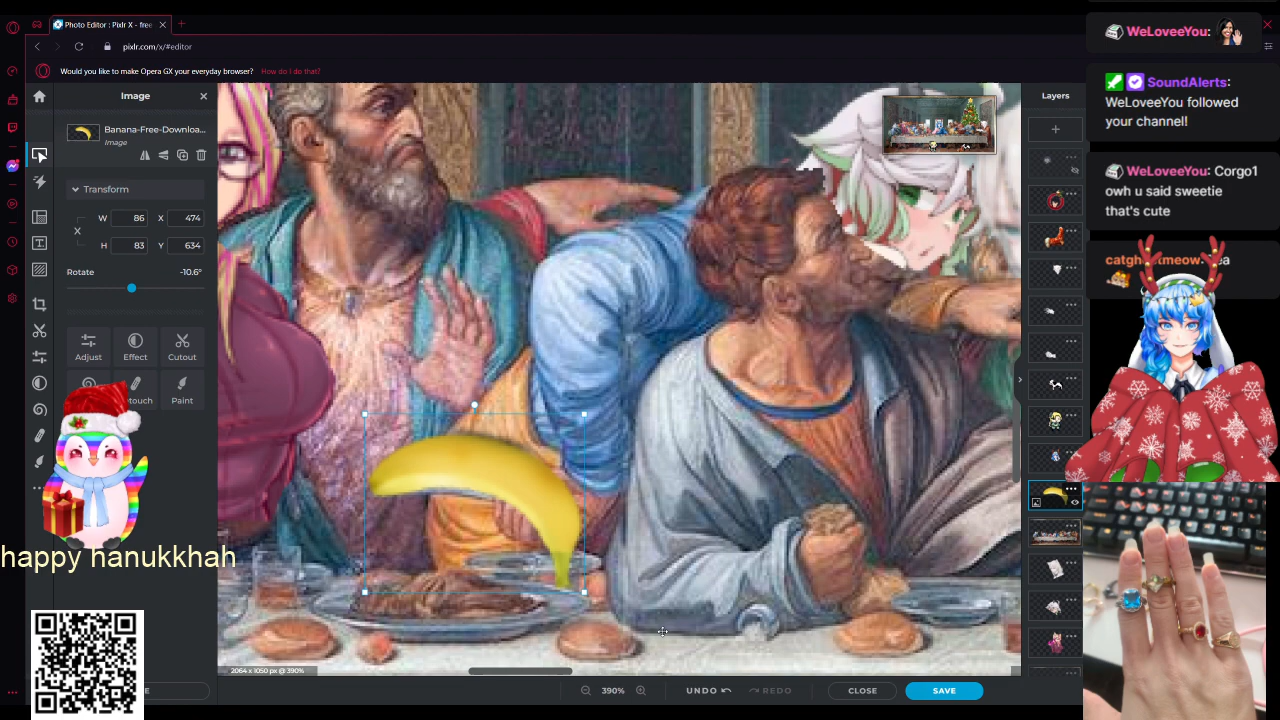 Photo Editor : Pixlr X - free
pixlr.com/x/#editor
Would you like to make Opera GX your everyday browser? How do I do that?
Image
Banana-Free-Downloa...
Image
Transform
W 86 X 474
X
H 83 Y 634
Rotate -10.6°
Adjust Effect Cutout
Paint
happy hanukkhah
2064 x 1050 px @ 390%
390%
UNDO REDO
CLOSE SAVE
Layers
WeLoveeYou:
SoundAlerts:
WeLoveeYou followed
your channel!
WeLoveeYou: Corgo1
owh u said sweetie
that's cute